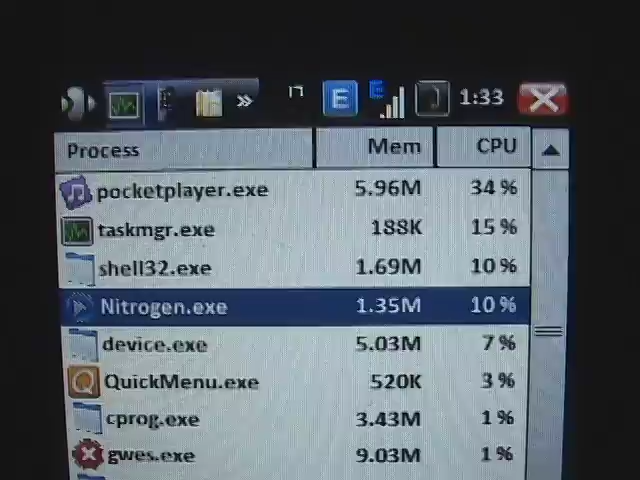 E E 1:33
Process Mem CPU
pocketplayer.exe 5.96M 34%
taskmgr.exe 188K 15%
shell32.exe 1.69M 10%
Nitrogen.exe 1.35M 10%
device.exe 5.03M 7%
QuickMenu.exe 520K 3%
cprog.exe 3.43M 1%
gwes.exe 9.03M 1%